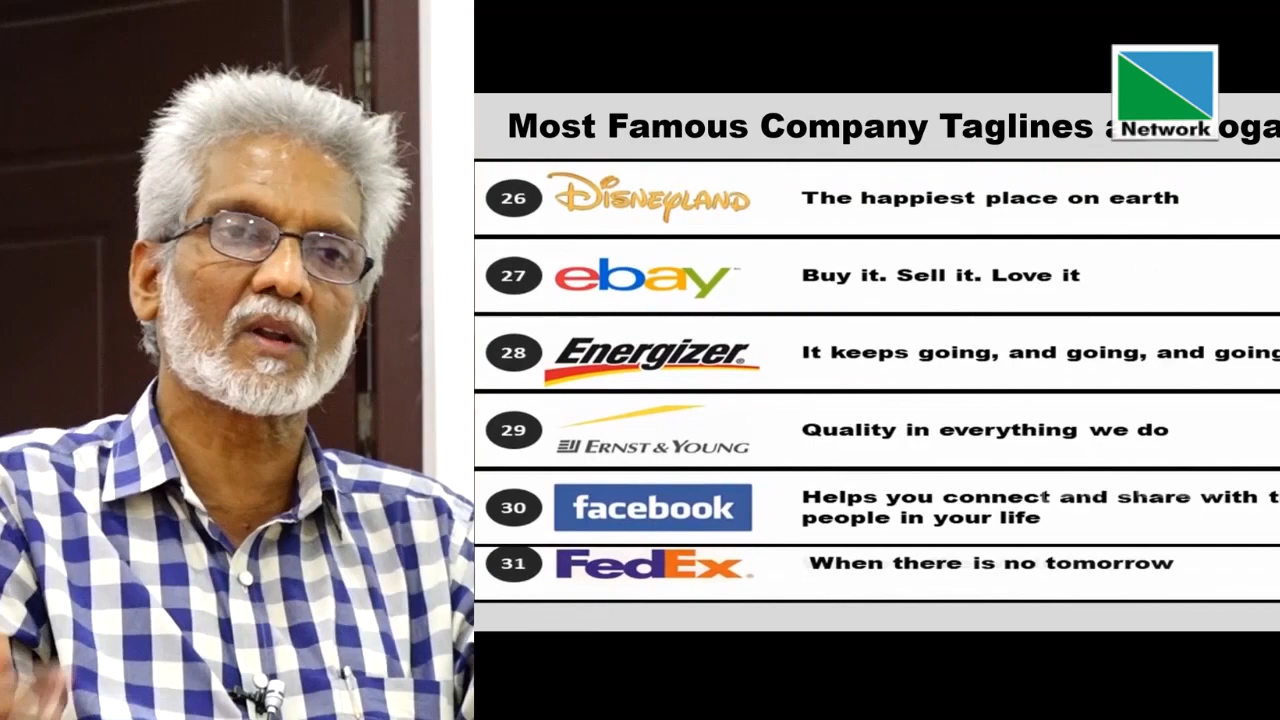 Most Famous Company Taglines a oga
Network
26 Disneyland The happiest place on earth
27 ebay™ Buy it. Sell it. Love it
28 Energizer® It keeps going, and going, and going
29 Ernst & Young Quality in everything we do
30 facebook Helps you connect and share with t
people in your life
31 FedEx® When there is no tomorrow